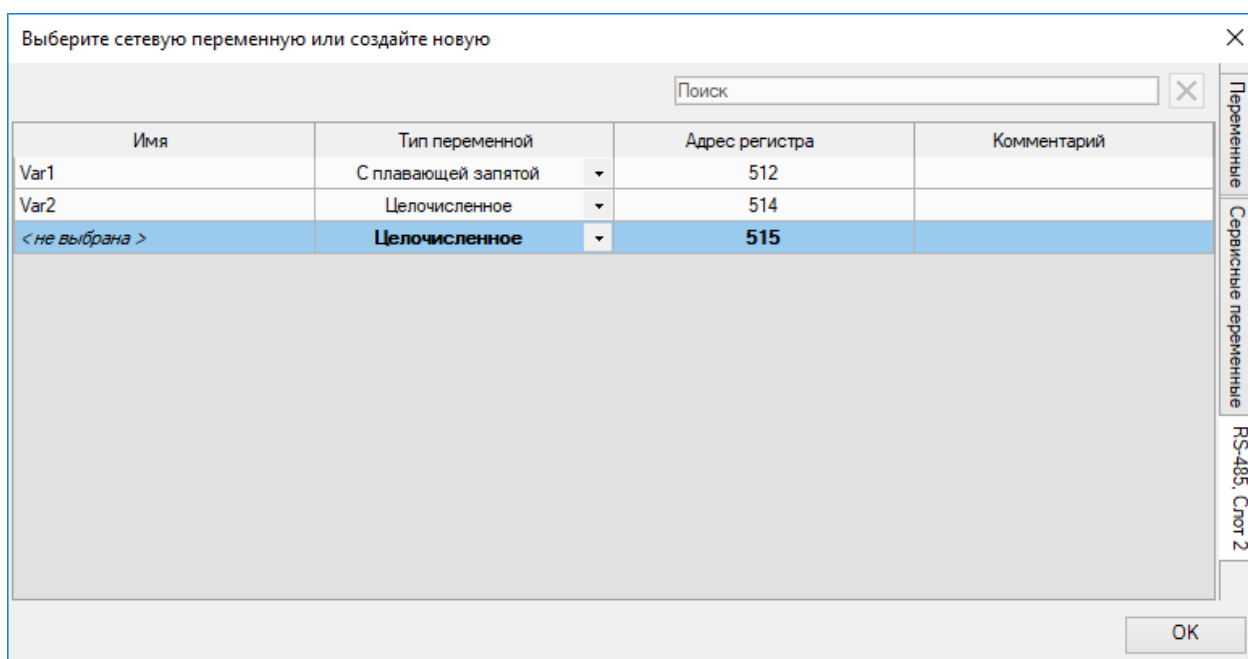 Выберите сетевую переменную или создайте новую
Поиск
Имя Тип переменной Адрес регистра Комментарий
Var1 С плавающей запятой 512
Var2 Целочисленное 514
<не выбрана> Целочисленное 515
Переменные
Сервисные переменные
RS-485, Слот 2
OK